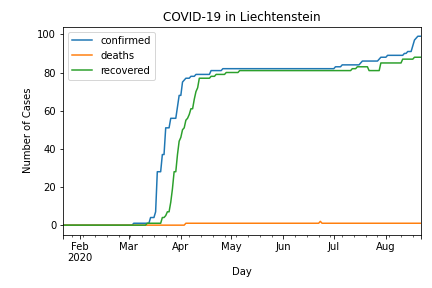 COVID-19 in Liechtenstein
confirmed
deaths
recovered
Number of Cases
100
80
60
40
20
0
Feb Mar Apr May Jun Jul Aug
2020
Day